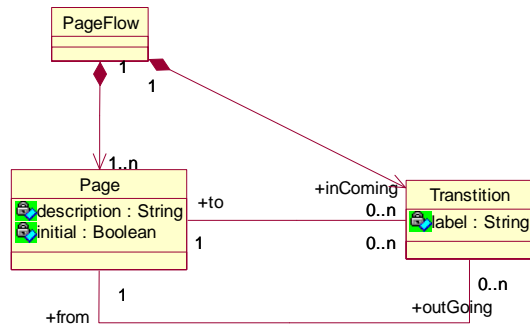 PageFlow
1
1
1..n
Page
description : String
initial : Boolean
+to
1
+inComing
0..n
0..n
Transtition
label : String
1
+from
0..n
+outGoing